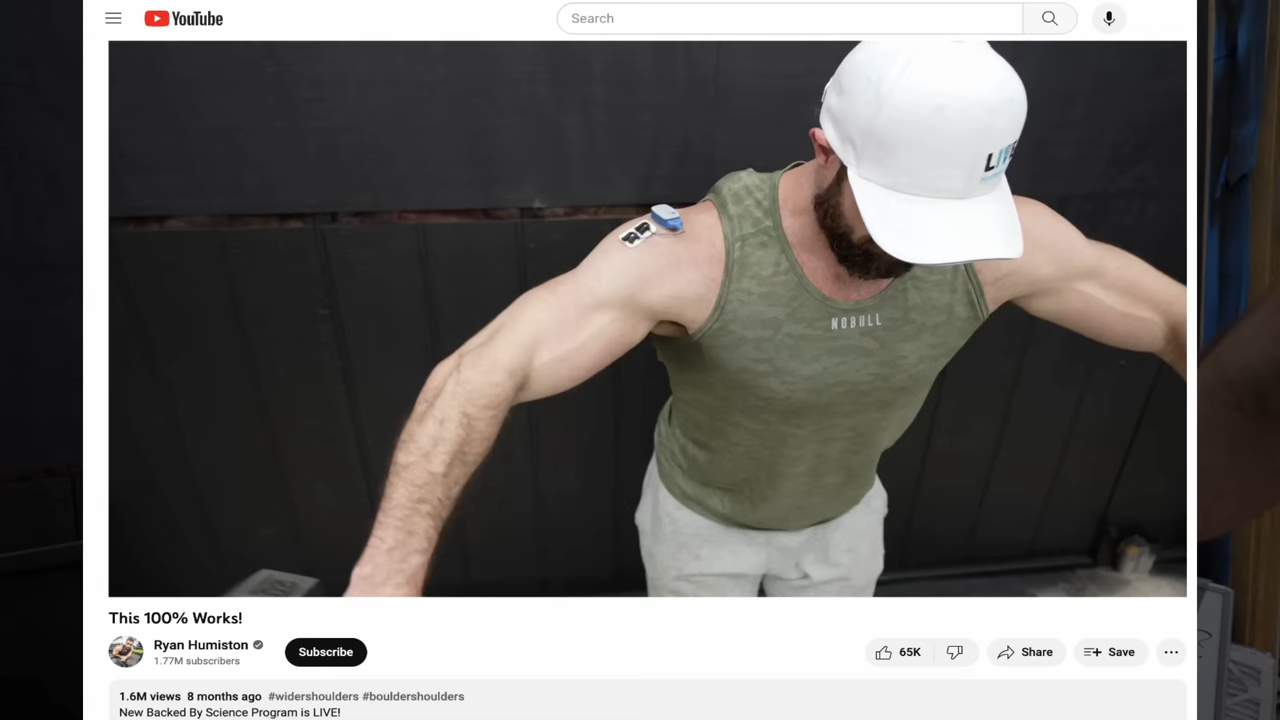 YouTube
Search
LIVE
NOBULL
This 100% Works!
Ryan Humiston
1.77M subscribers
Subscribe
65K
Share
Save
1.6M views 8 months ago #widershoulders #bouldershoulders
New Backed By Science Program is LIVE!